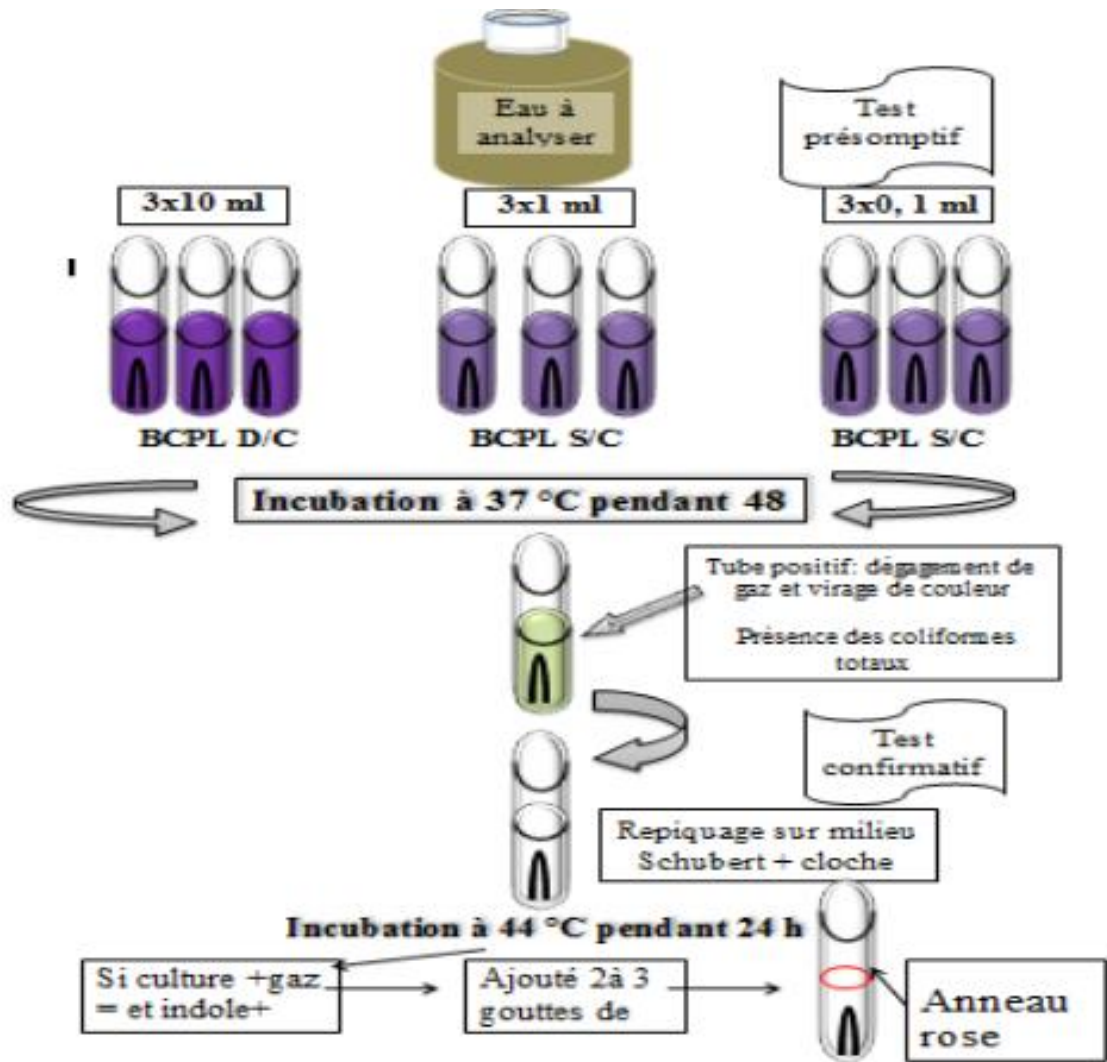 Eau à
analyser
Test
présomptif
3x10 ml
3x1 ml
3x0, 1 ml
I
BCPL D/C
BCPL S/C
BCPL S/C
Incubation à 37 °C pendant 48
Tube positif: dégagement de
gaz et virage de couleur
Présence des coliformes
totaux
Test
confirmatif
Repiquage sur milieu
Schubert + cloche
Incubation à 44 °C pendant 24 h
Si culture +gaz
= et indole+
Ajouté 2à 3
gouttes de
Anneau
rose